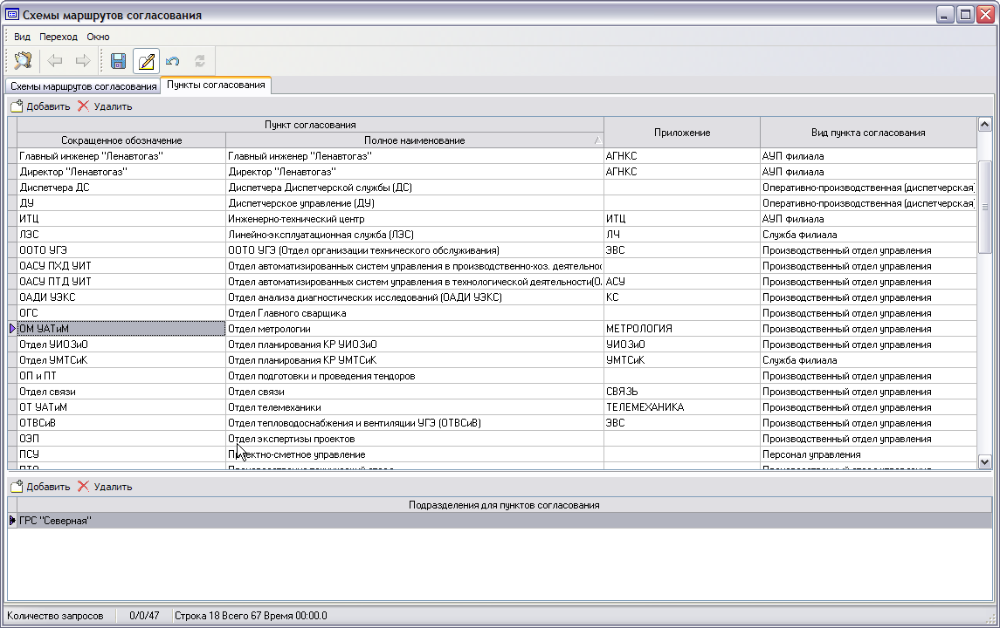 Схемы маршрутов согласования
Вид Переход Окно
Схемы маршрутов согласования Пункты согласования
Добавить Удалить
Пункт согласования Приложение Вид пункта согласования
Сокращенное обозначение Полное наименование
Главный инженер "Ленавтогаз" Главный инженер "Ленавтогаз" АГНКС АУП Филиала
Директор "Ленавтогаз" Директор "Ленавтогаз" АГНКС АУП Филиала
Диспетчера ДС Диспетчера Диспетчерской службы (ДС) Оперативно-производственная (диспетчерская)
ДУ Диспетчерское управление (ДУ) Оперативно-производственная (диспетчерская)
ИТЦ Инженерно-технический центр ИТЦ АУП Филиала
ЛЭС Линейно-эксплуатационная служба (ЛЭС) ЛЧ Служба Филиала
ООТО УГЭ ООТО УГЭ (Отдел организации технического обслуживания) ЭВС Производственный отдел управления
ОАСУ ПХД УИТ Отдел автоматизированных систем управления в производственно-хоз. деятельнос Производственный отдел управления
ОАСУ ПТД УИТ Отдел автоматизированных систем управления в технологической деятельности(О АСУ Производственный отдел управления
ОАДИ УЭКС Отдел анализа диагностических исследований (ОАДИ УЭКС) КС Производственный отдел управления
ОГС Отдел Главного сварщика Производственный отдел управления
ОМ УАТиМ Отдел метрологии МЕТРОЛОГИЯ Производственный отдел управления
Отдел УИОЗиО Отдел планирования КР УИОЗиО УИОЗиО Производственный отдел управления
Отдел УМТСиК Отдел планирования КР УМТСиК УМТСиК Служба Филиала
ОП и ПТ Отдел подготовки и проведения тендоров Производственный отдел управления
Отдел связи Отдел связи СВЯЗЬ Производственный отдел управления
ОТ УАТиМ Отдел телемеханики ТЕЛЕМЕХАНИКА Производственный отдел управления
ОТВСиВ Отдел тепловодоснабжения и вентиляции УГЭ (ОТВСиВ) ЭВС Производственный отдел управления
ОЭП Отдел экспертизы проектов Производственный отдел управления
ПСУ Проектно-сметное управление Персонал управления
Добавить Удалить
Подразделения для пунктов согласования
ГРС "Северная"
Количество запросов 0/0/47 Строка 18 Всего 67 Время 00:00.0